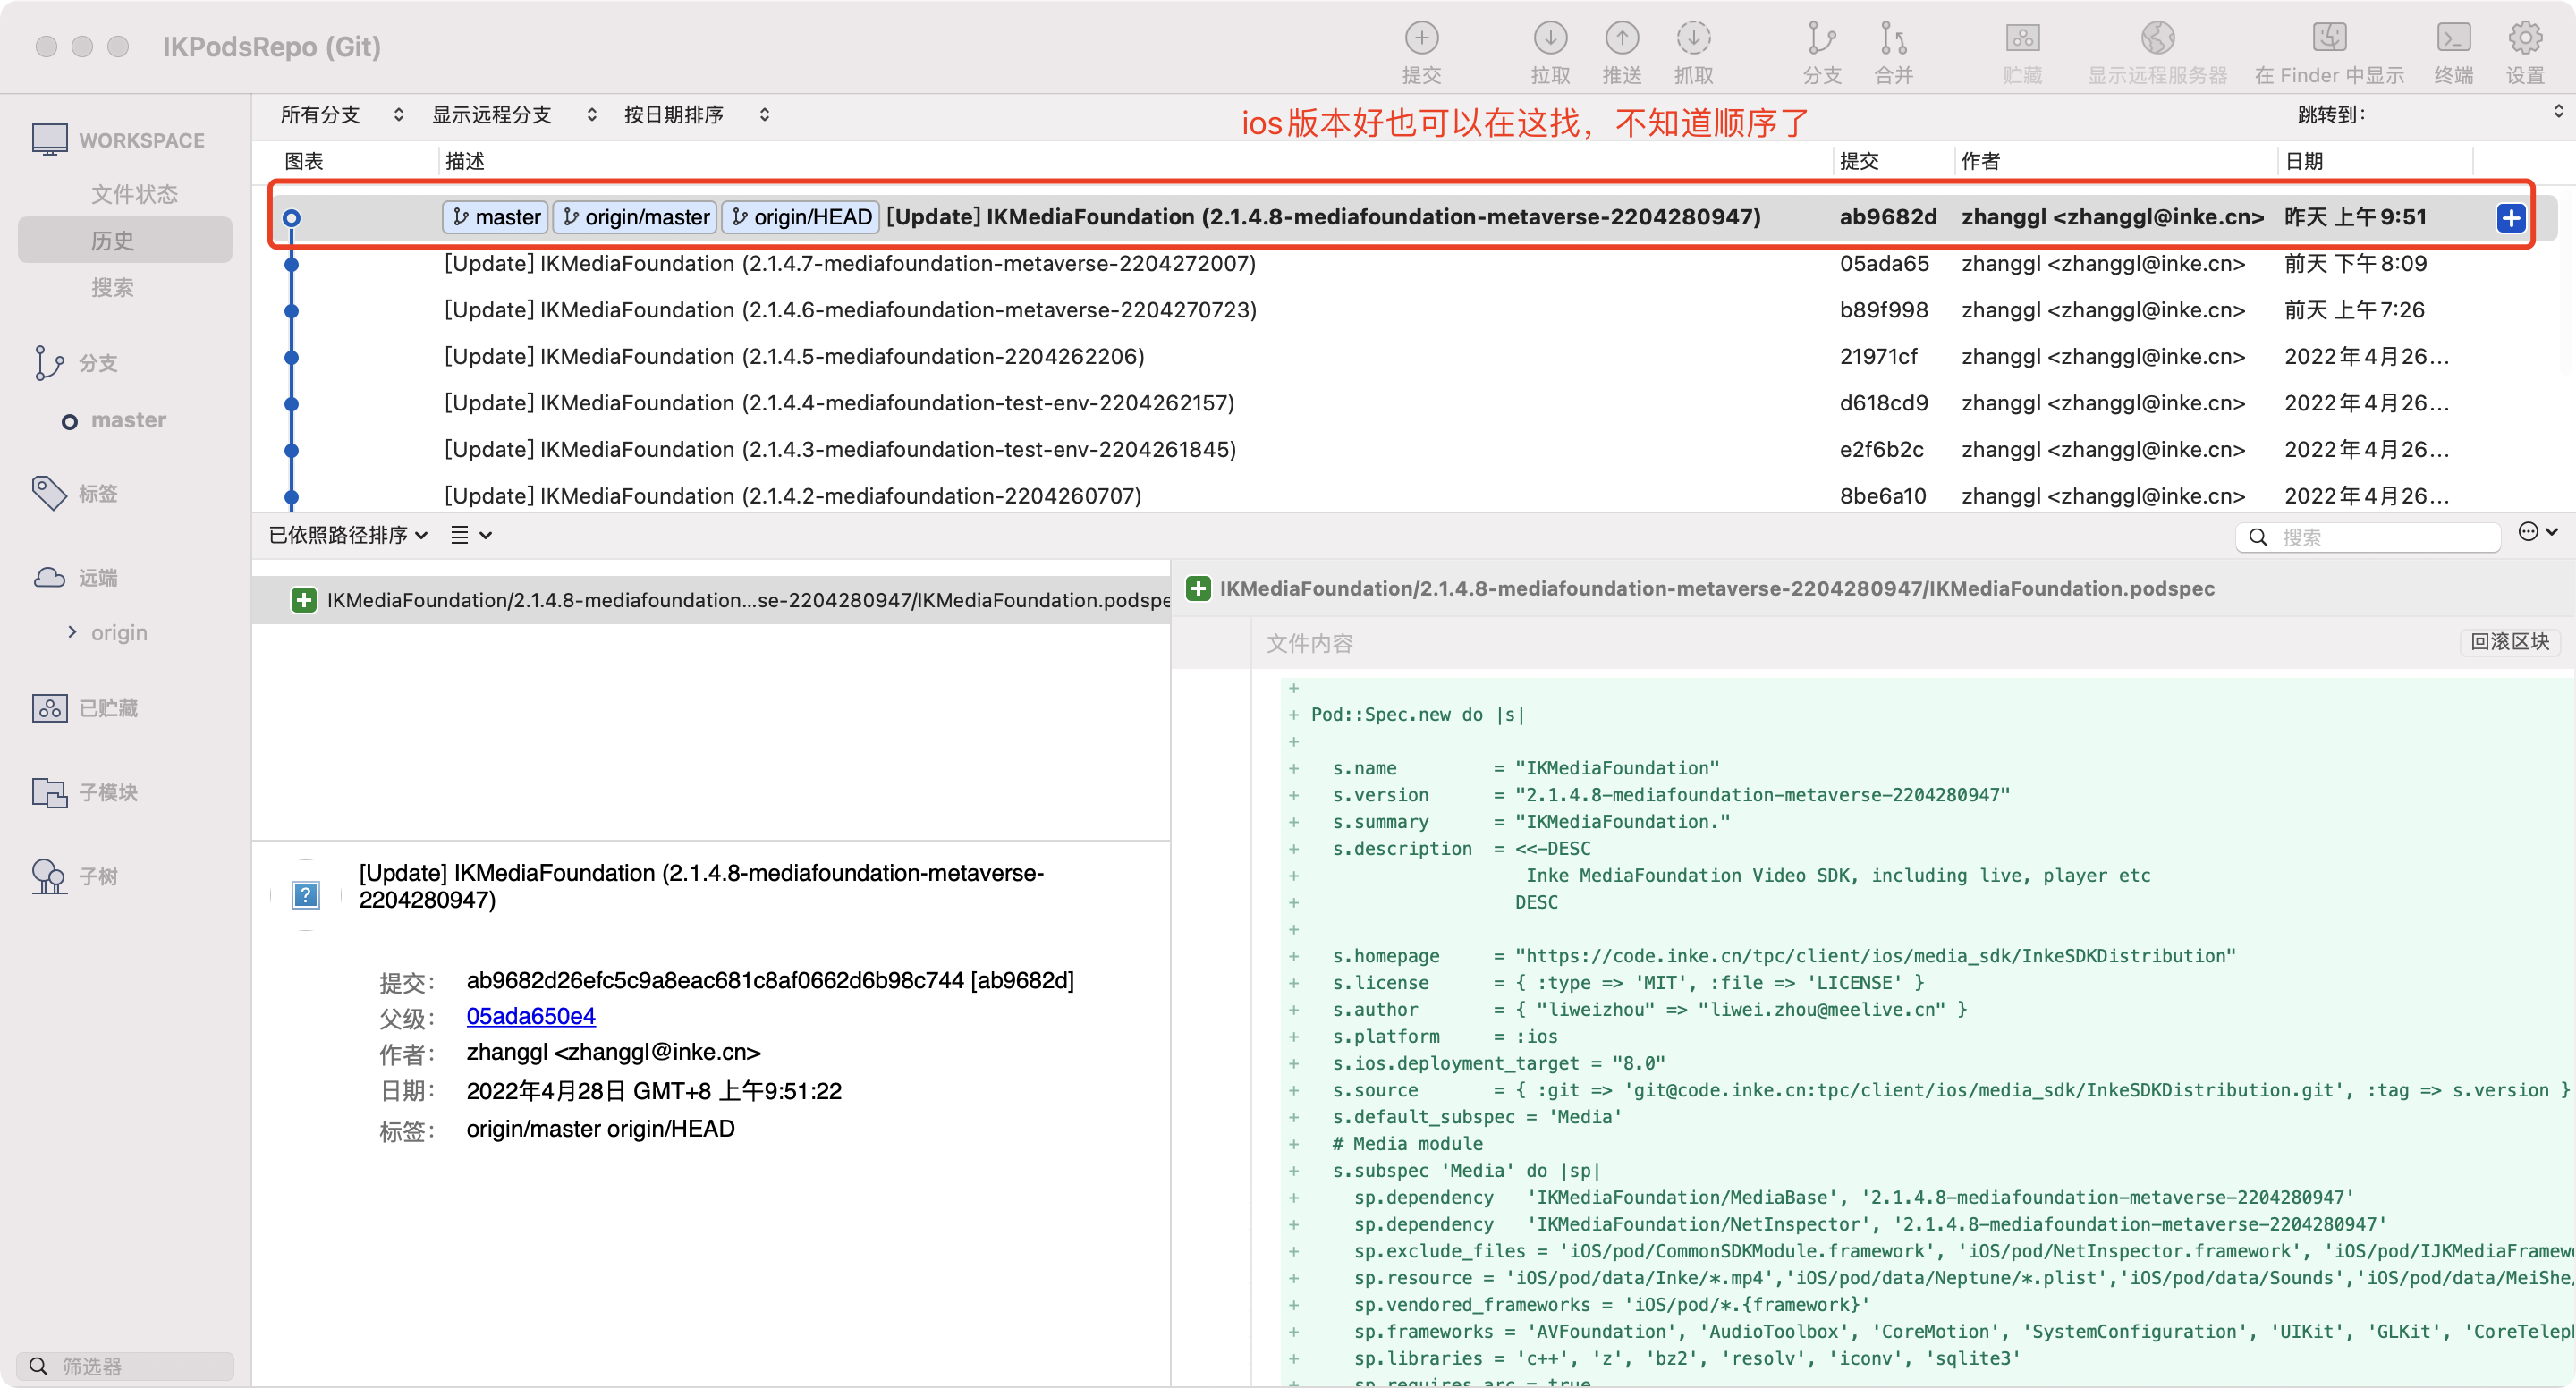 IKPodsRepo (Git)
提交 拉取 推送 抓取 分支 合并 贮藏 显示远程服务器 在 Finder 中显示 终端 设置
WORKSPACE
文件状态
历史
搜索
分支
master
标签
远端
origin
已贮藏
子模块
子树
筛选器
所有分支 显示远程分支 按日期排序 跳转到:
ios版本好也可以在这找，不知道顺序了
图表 描述 提交 作者 日期
master origin/master origin/HEAD [Update] IKMediaFoundation (2.1.4.8-mediafoundation-metaverse-2204280947) ab9682d zhanggl <zhanggl@inke.cn> 昨天 上午9:51
[Update] IKMediaFoundation (2.1.4.7-mediafoundation-metaverse-2204272007) 05ada65 zhanggl <zhanggl@inke.cn> 前天 下午8:09
[Update] IKMediaFoundation (2.1.4.6-mediafoundation-metaverse-2204270723) b89f998 zhanggl <zhanggl@inke.cn> 前天 上午7:26
[Update] IKMediaFoundation (2.1.4.5-mediafoundation-2204262206) 21971cf zhanggl <zhanggl@inke.cn> 2022年4月26...
[Update] IKMediaFoundation (2.1.4.4-mediafoundation-test-env-2204262157) d618cd9 zhanggl <zhanggl@inke.cn> 2022年4月26...
[Update] IKMediaFoundation (2.1.4.3-mediafoundation-test-env-2204261845) e2f6b2c zhanggl <zhanggl@inke.cn> 2022年4月26...
[Update] IKMediaFoundation (2.1.4.2-mediafoundation-2204260707) 8be6a10 zhanggl <zhanggl@inke.cn> 2022年4月26...
已依照路径排序 搜索
IKMediaFoundation/2.1.4.8-mediafoundation...se-2204280947/IKMediaFoundation.podspe
[Update] IKMediaFoundation (2.1.4.8-mediafoundation-metaverse-
2204280947)
提交: ab9682d26efc5c9a8eac681c8af0662d6b98c744 [ab9682d]
父级: 05ada650e4
作者: zhanggl <zhanggl@inke.cn>
日期: 2022年4月28日 GMT+8 上午9:51:22
标签: origin/master origin/HEAD
IKMediaFoundation/2.1.4.8-mediafoundation-metaverse-2204280947/IKMediaFoundation.podspec
文件内容 回滚区块
+
+ Pod::Spec.new do |s|
+
+ s.name = "IKMediaFoundation"
+ s.version = "2.1.4.8-mediafoundation-metaverse-2204280947"
+ s.summary = "IKMediaFoundation."
+ s.description = <<-DESC
+ Inke MediaFoundation Video SDK, including live, player etc
+ DESC
+
+ s.homepage = "https://code.inke.cn/tpc/client/ios/media_sdk/InkeSDKDistribution"
+ s.license = { :type => 'MIT', :file => 'LICENSE' }
+ s.author = { "liweizhou" => "liwei.zhou@meelive.cn" }
+ s.platform = :ios
+ s.ios.deployment_target = "8.0"
+ s.source = { :git => 'git@code.inke.cn:tpc/client/ios/media_sdk/InkeSDKDistribution.git', :tag => s.version }
+ s.default_subspec = 'Media'
+ # Media module
+ s.subspec 'Media' do |sp|
+ sp.dependency 'IKMediaFoundation/MediaBase', '2.1.4.8-mediafoundation-metaverse-2204280947'
+ sp.dependency 'IKMediaFoundation/NetInspector', '2.1.4.8-mediafoundation-metaverse-2204280947'
+ sp.exclude_files = 'iOS/pod/CommonSDKModule.framework', 'iOS/pod/NetInspector.framework', 'iOS/pod/IJKMediaFramew
+ sp.resource = 'iOS/pod/data/Inke/*.mp4','iOS/pod/data/Neptune/*.plist','iOS/pod/data/Sounds','iOS/pod/data/MeiShe/
+ sp.vendored_frameworks = 'iOS/pod/*.{framework}'
+ sp.frameworks = 'AVFoundation', 'AudioToolbox', 'CoreMotion', 'SystemConfiguration', 'UIKit', 'GLKit', 'CoreTelep
+ sp.libraries = 'c++', 'z', 'bz2', 'resolv', 'iconv', 'sqlite3'
+ sp.requires_arc = true